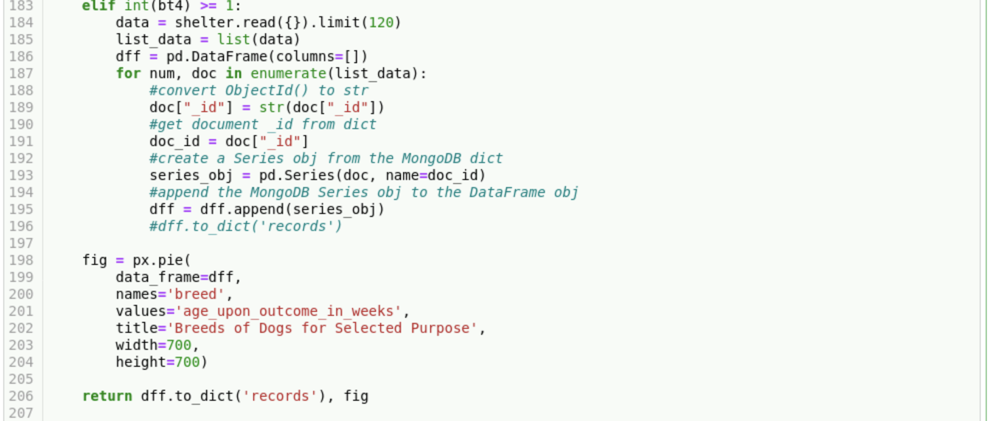 183     elif int(bt4) >= 1:
184         data = shelter.read({}).limit(120)
185         list_data = list(data)
186         dff = pd.DataFrame(columns=[])
187         for num, doc in enumerate(list_data):
188             #convert ObjectId() to str
189             doc["_id"] = str(doc["_id"])
190             #get document _id from dict
191             doc_id = doc["_id"]
192             #create a Series obj from the MongoDB dict
193             series_obj = pd.Series(doc, name=doc_id)
194             #append the MongoDB Series obj to the DataFrame obj
195             dff = dff.append(series_obj)
196             #dff.to_dict('records')
197
198     fig = px.pie(
199         data_frame=dff,
200         names='breed',
201         values='age_upon_outcome_in_weeks',
202         title='Breeds of Dogs for Selected Purpose',
203         width=700,
204         height=700)
205
206     return dff.to_dict('records'), fig
207